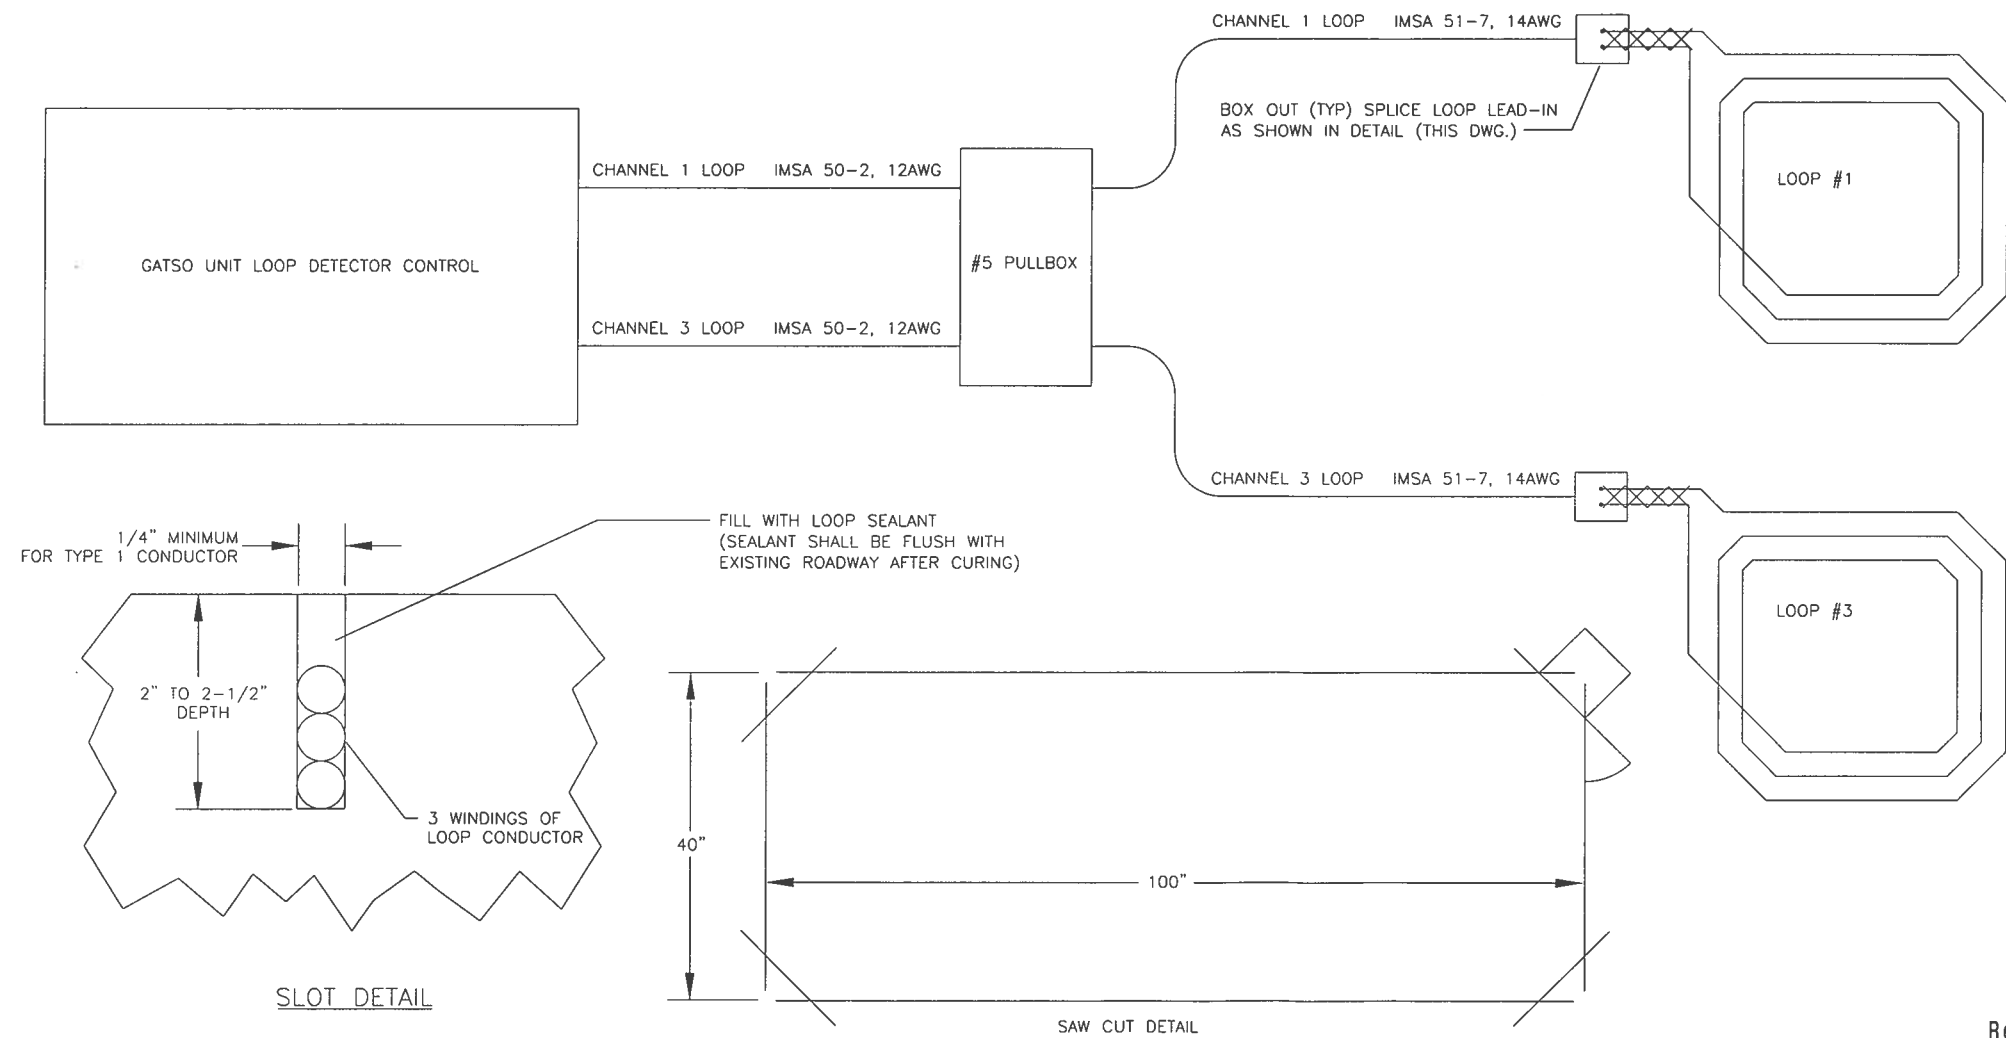 CHANNEL 1 LOOP IMSA 51-7, 14AWG
BOX OUT (TYP) SPLICE LOOP LEAD-IN
AS SHOWN IN DETAIL (THIS DWG.)
LOOP #1
CHANNEL 1 LOOP IMSA 50-2, 12AWG
GATSO UNIT LOOP DETECTOR CONTROL
#5 PULLBOX
CHANNEL 3 LOOP IMSA 50-2, 12AWG
CHANNEL 3 LOOP IMSA 51-7, 14AWG
LOOP #3
1/4" MINIMUM
FOR TYPE 1 CONDUCTOR
FILL WITH LOOP SEALANT
(SEALANT SHALL BE FLUSH WITH
EXISTING ROADWAY AFTER CURING)
2" TO 2-1/2"
DEPTH
3 WINDINGS OF
LOOP CONDUCTOR
SLOT DETAIL
40"
100"
SAW CUT DETAIL